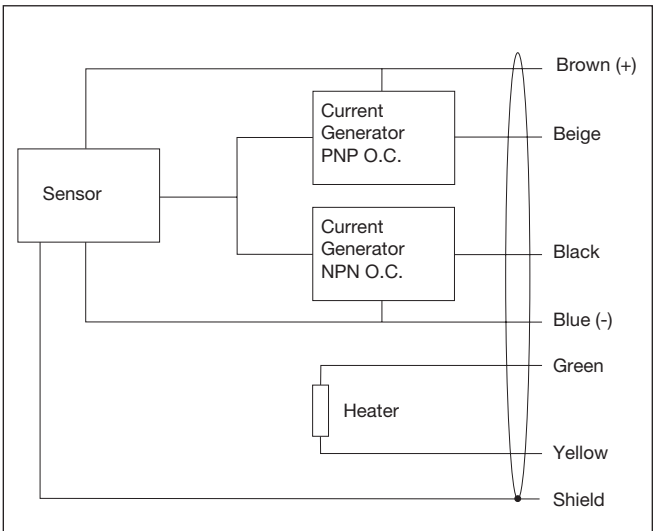 Brown (+)
Current
Generator
PNP O.C.
Beige
Sensor
Current
Generator
NPN O.C.
Black
Blue (-)
Green
Heater
Yellow
Shield